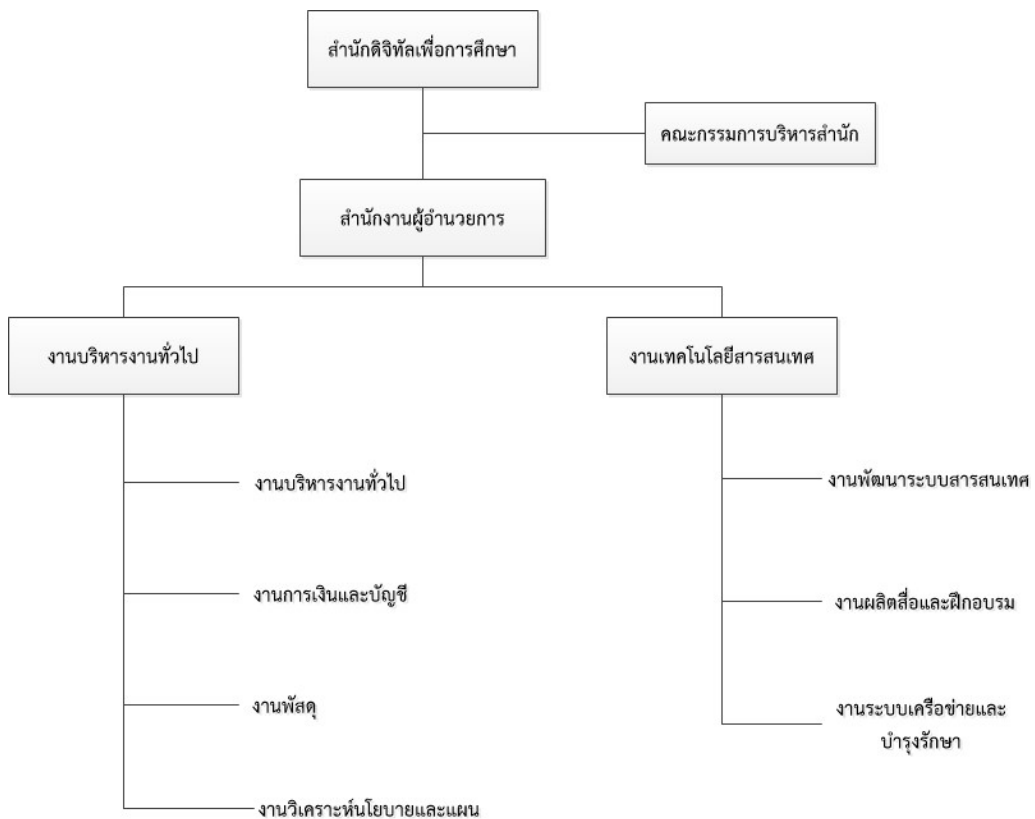 สำนักดิจิทัลเพื่อการศึกษา
คณะกรรมการบริหารสำนัก
สำนักงานผู้อำนวยการ
งานบริหารงานทั่วไป
งานเทคโนโลยีสารสนเทศ
งานบริหารงานทั่วไป
งานการเงินและบัญชี
งานพัสดุ
งานวิเคราะห์นโยบายและแผน
งานพัฒนาระบบสารสนเทศ
งานผลิตสื่อและฝึกอบรม
งานระบบเครือข่ายและ
บำรุงรักษา